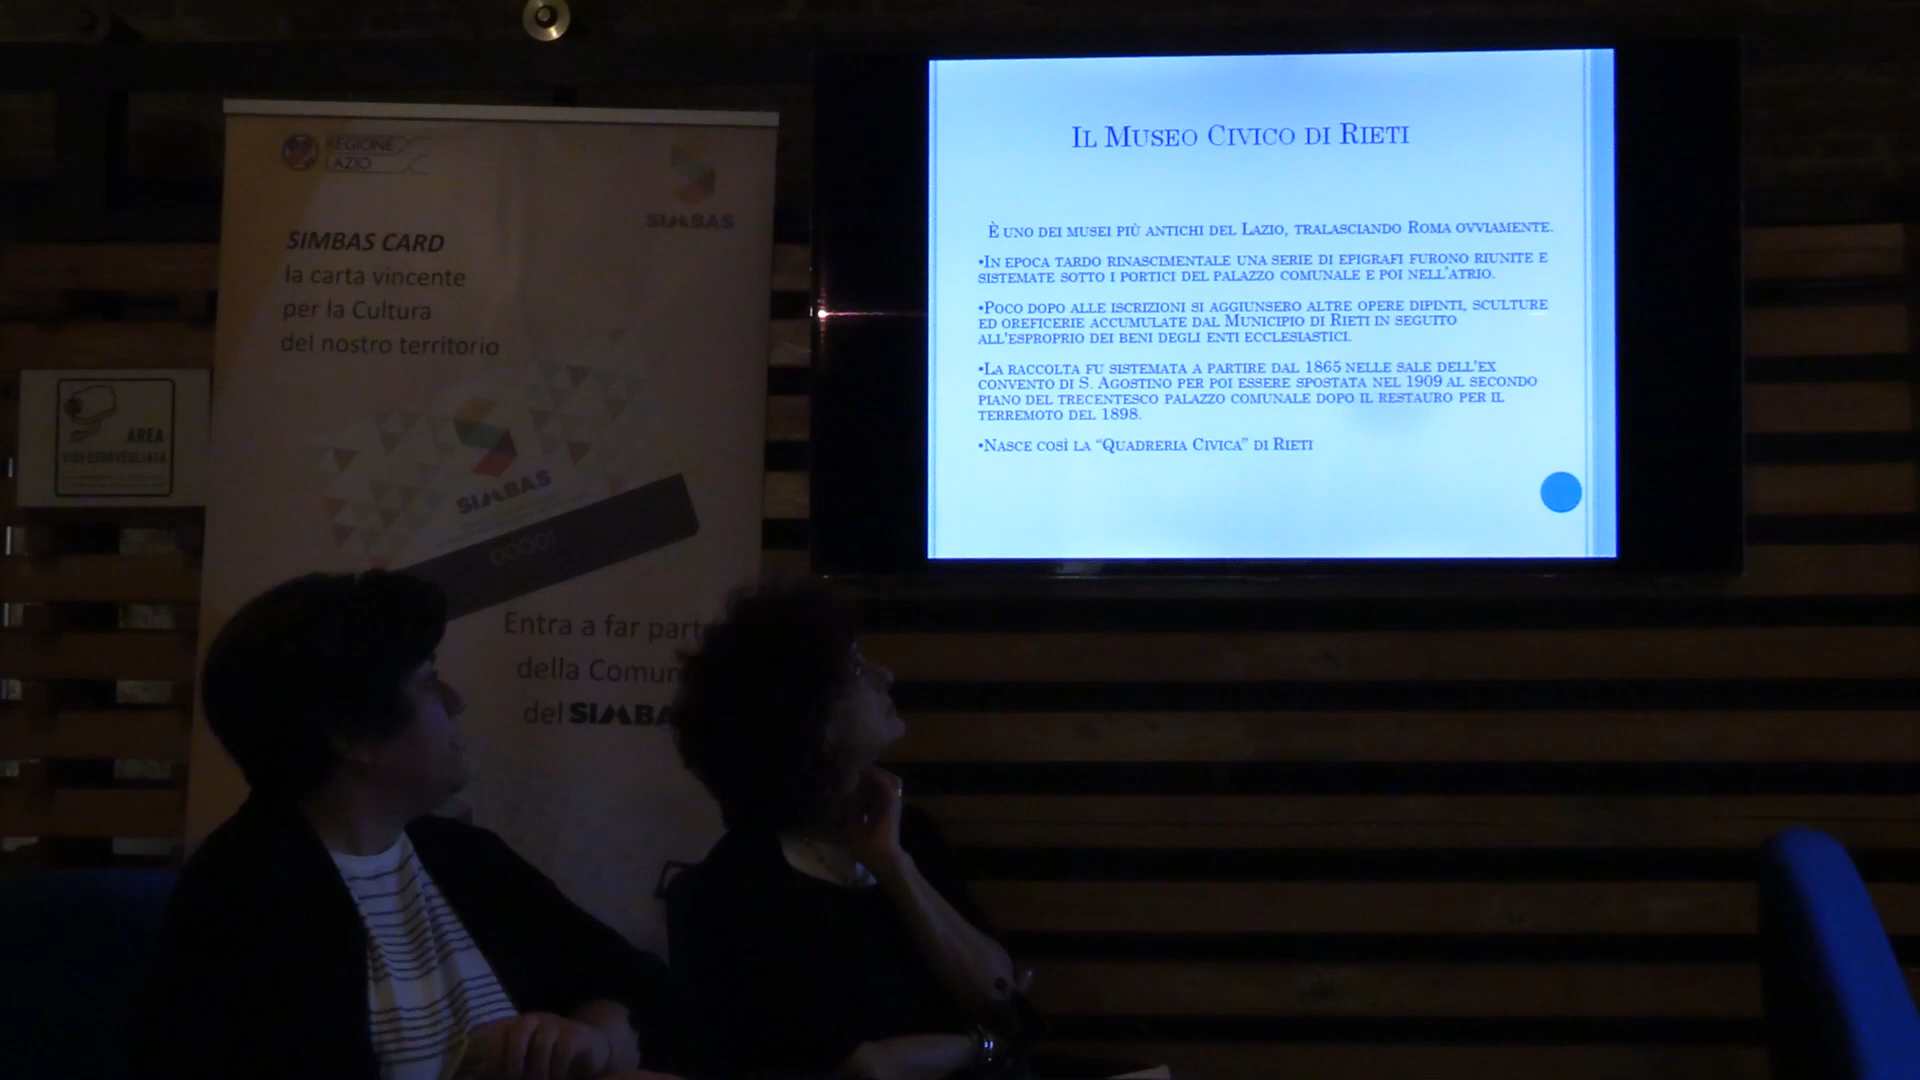 REGIONE
LAZIO
SIMBAS
SIMBAS CARD
la carta vincente
per la Cultura
del nostro territorio
SIMBAS
00001
Entra a far part
della Comun
del SIMBA
AREA
VIDEOSORVEGLIATA
IL MUSEO CIVICO DI RIETI
È UNO DEI MUSEI PIÙ ANTICHI DEL LAZIO, TRALASCIANDO ROMA OVVIAMENTE.
•IN EPOCA TARDO RINASCIMENTALE UNA SERIE DI EPIGRAFI FURONO RIUNITE E
SISTEMATE SOTTO I PORTICI DEL PALAZZO COMUNALE E POI NELL'ATRIO.
•POCO DOPO ALLE ISCRIZIONI SI AGGIUNSERO ALTRE OPERE DIPINTI, SCULTURE
ED OREFICERIE ACCUMULATE DAL MUNICIPIO DI RIETI IN SEGUITO
ALL'ESPROPRIO DEI BENI DEGLI ENTI ECCLESIASTICI.
•LA RACCOLTA FU SISTEMATA A PARTIRE DAL 1865 NELLE SALE DELL'EX
CONVENTO DI S. AGOSTINO PER POI ESSERE SPOSTATA NEL 1909 AL SECONDO
PIANO DEL TRECENTESCO PALAZZO COMUNALE DOPO IL RESTAURO PER IL
TERREMOTO DEL 1898.
•NASCE COSÌ LA “QUADRERIA CIVICA” DI RIETI